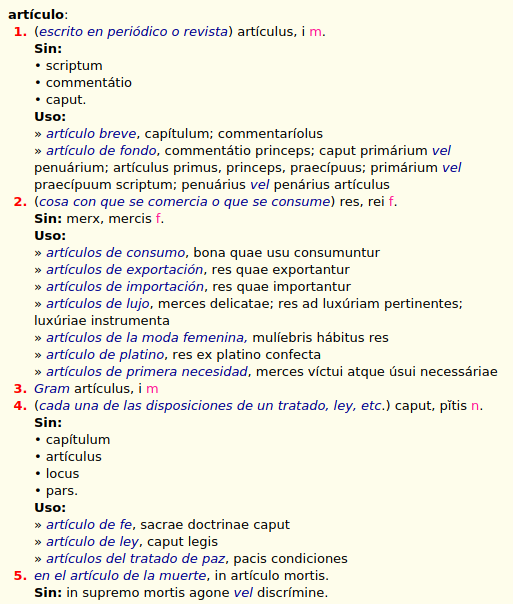 artículo:
1. (escrito en periódico o revista) artículus, i m.
Sin:
• scriptum
• commentátio
• caput.
Uso:
» artículo breve, capítulum; commentaríolus
» artículo de fondo, commentátio princeps; caput primárium vel
penuárium; artículus primus, princeps, praecípuus; primárium vel
praecípuum scriptum; penuárius vel penárius artículus
2. (cosa con que se comercia o que se consume) res, rei f.
Sin: merx, mercis f.
Uso:
» artículos de consumo, bona quae usu consumuntur
» artículos de exportación, res quae exportantur
» artículos de importación, res quae importantur
» artículos de lujo, merces delicatae; res ad luxúriam pertinentes;
luxúriae instrumenta
» artículos de la moda femenina, mulíebris hábitus res
» artículo de platino, res ex platino confecta
» artículos de primera necesidad, merces víctui atque úsui necessáriae
3. Gram artículus, i m
4. (cada una de las disposiciones de un tratado, ley, etc.) caput, pĭtis n.
Sin:
• capítulum
• artículus
• locus
• pars.
Uso:
» artículo de fe, sacrae doctrinae caput
» artículo de ley, caput legis
» artículos del tratado de paz, pacis condiciones
5. en el artículo de la muerte, in artículo mortis.
Sin: in supremo mortis agone vel discrímine.